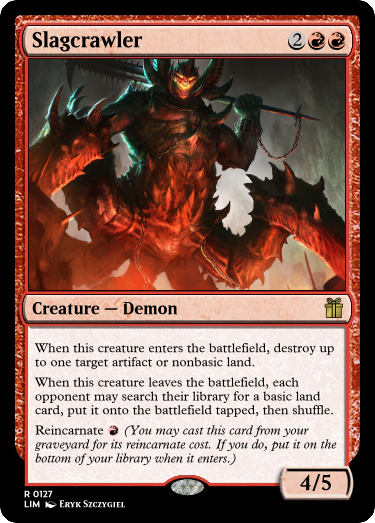 Slagcrawler 2
Creature — Demon
When this creature enters the battlefield, destroy up
to one target artifact or nonbasic land.
When this creature leaves the battlefield, each
opponent may search their library for a basic land
card, put it onto the battlefield tapped, then shuffle.
Reincarnate (You may cast this card from your
graveyard for its reincarnate cost. If you do, put it on the
bottom of your library when it enters.)
4/5
R 0127
LIM Eryk Szczygieł